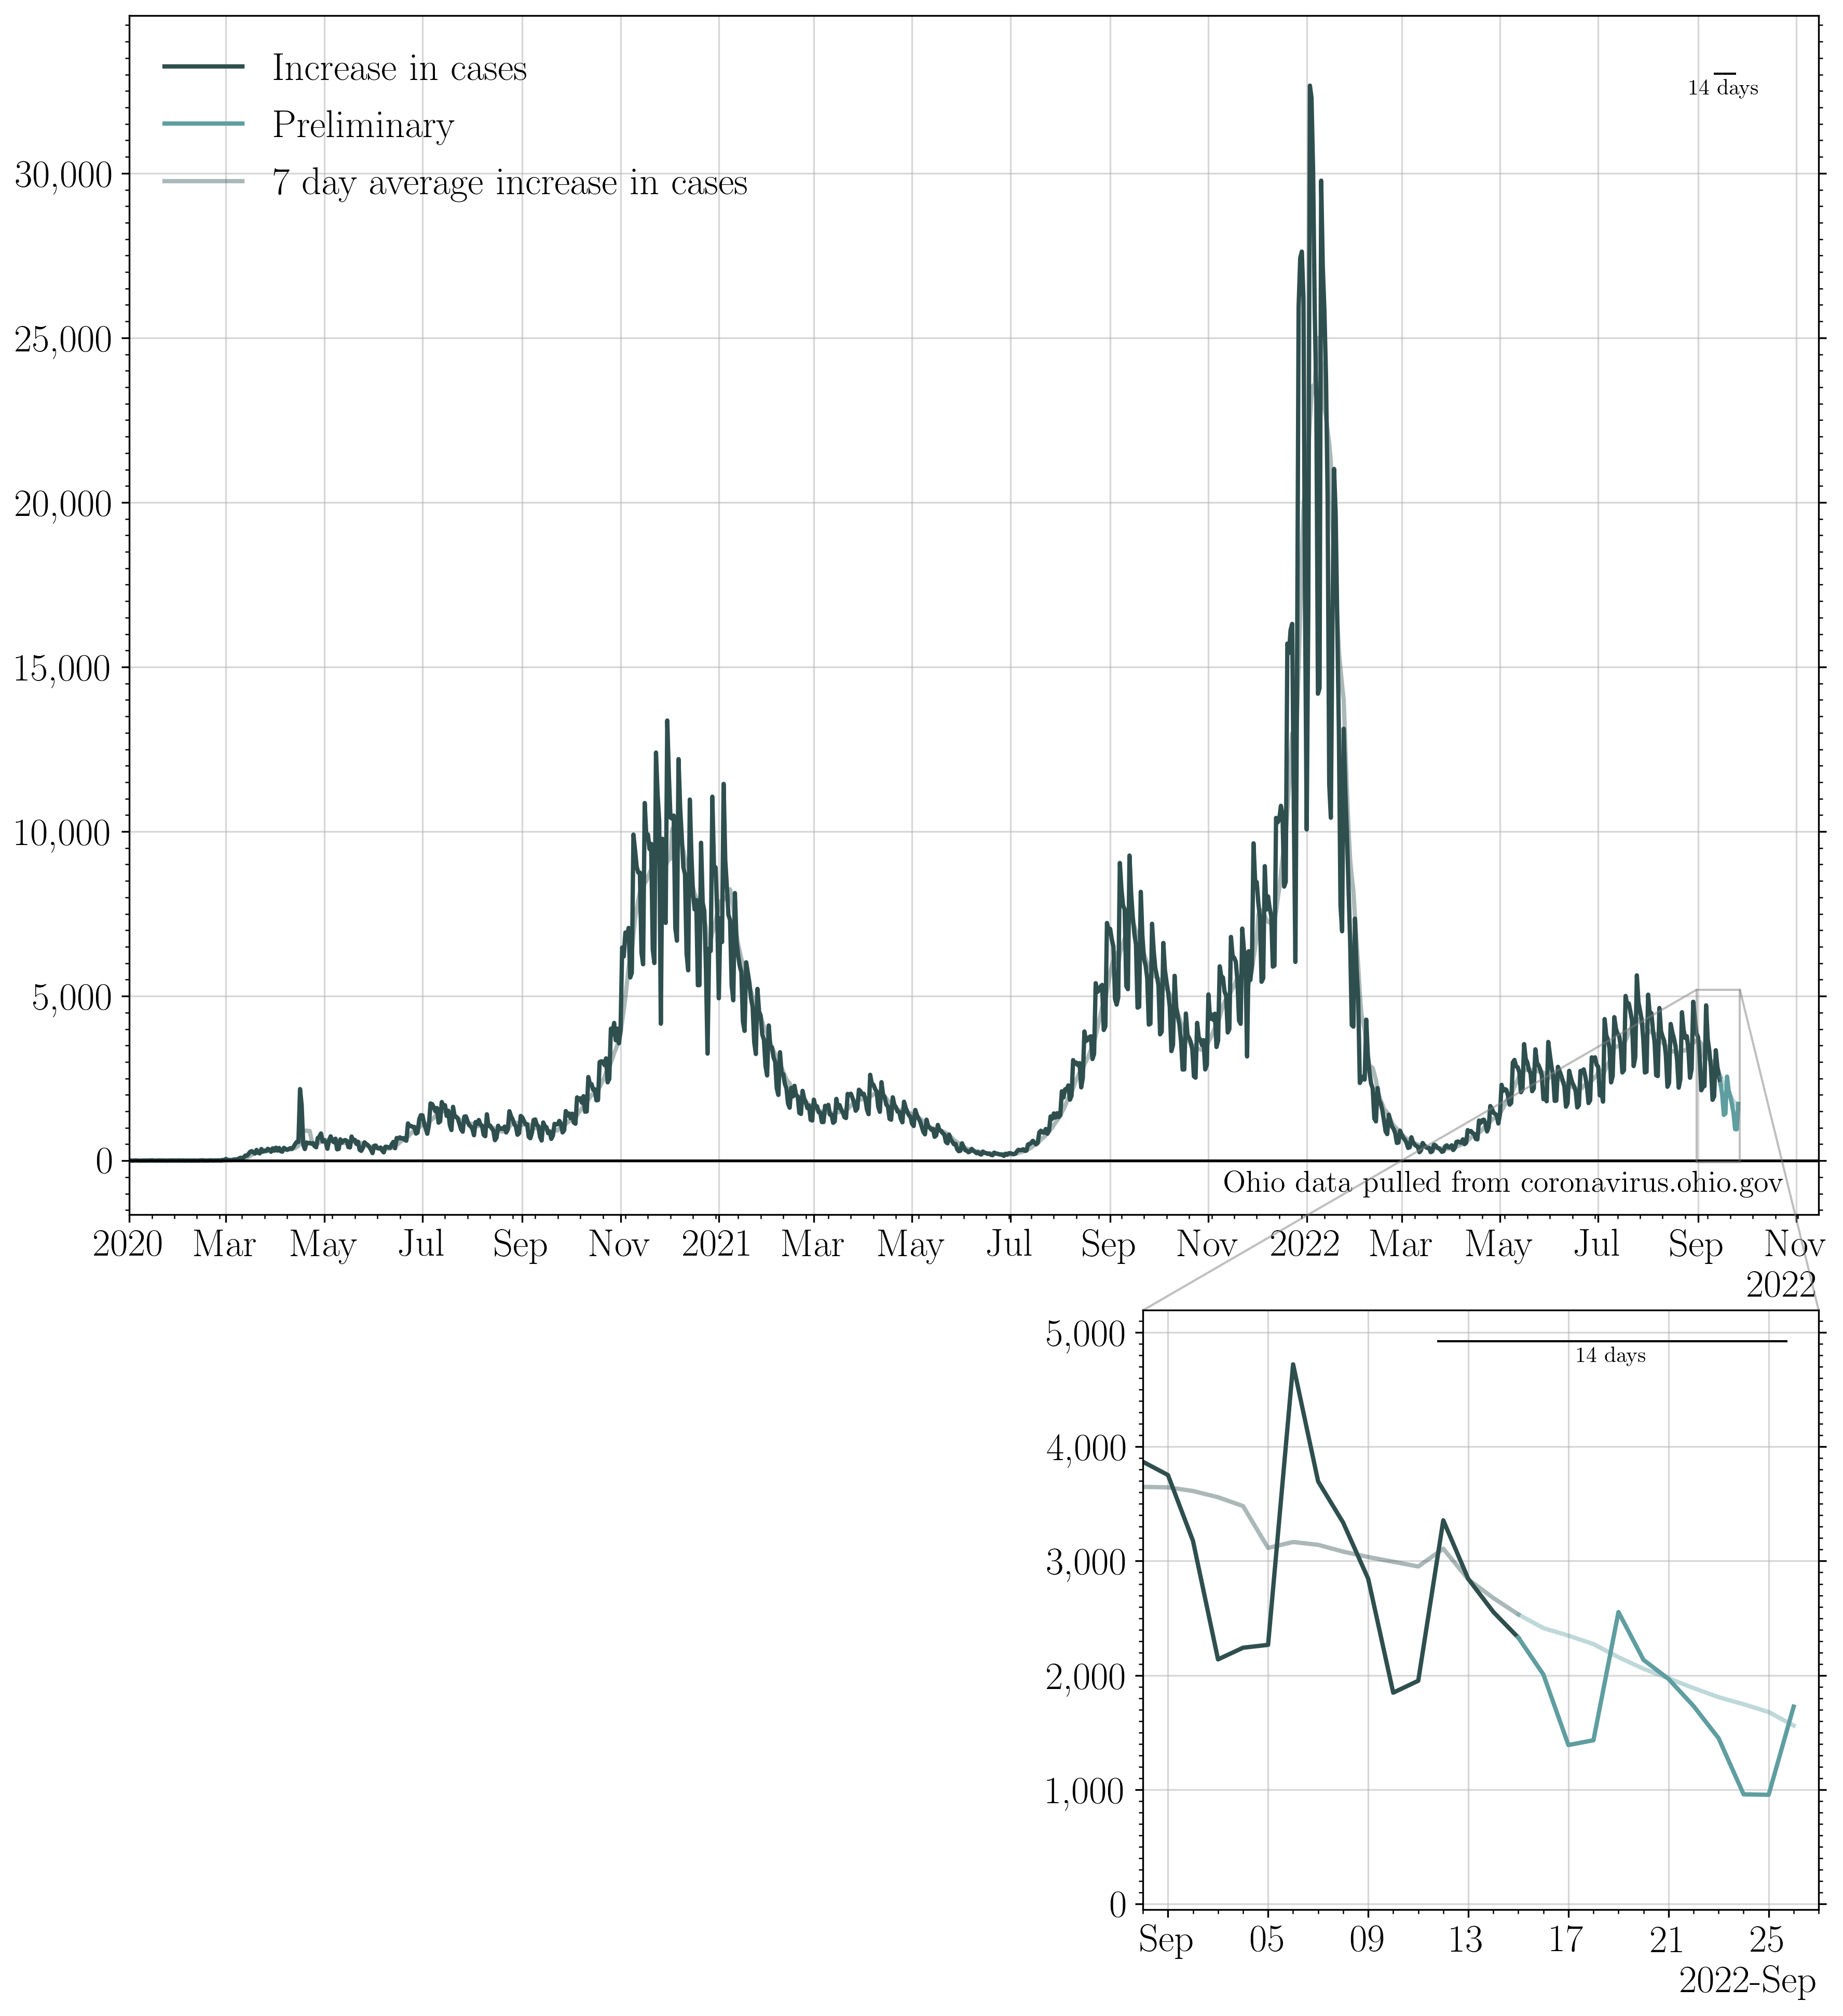 Increase in cases
Preliminary
7 day average increase in cases
14 days
30,000
25,000
20,000
15,000
10,000
5,000
0
Ohio data pulled from coronavirus.ohio.gov
2020 Mar May Jul Sep Nov 2021 Mar May Jul Sep Nov 2022 Mar May Jul Sep Nov
2022
5,000
14 days
4,000
3,000
2,000
1,000
0
Sep 05 09 13 17 21 25
2022-Sep